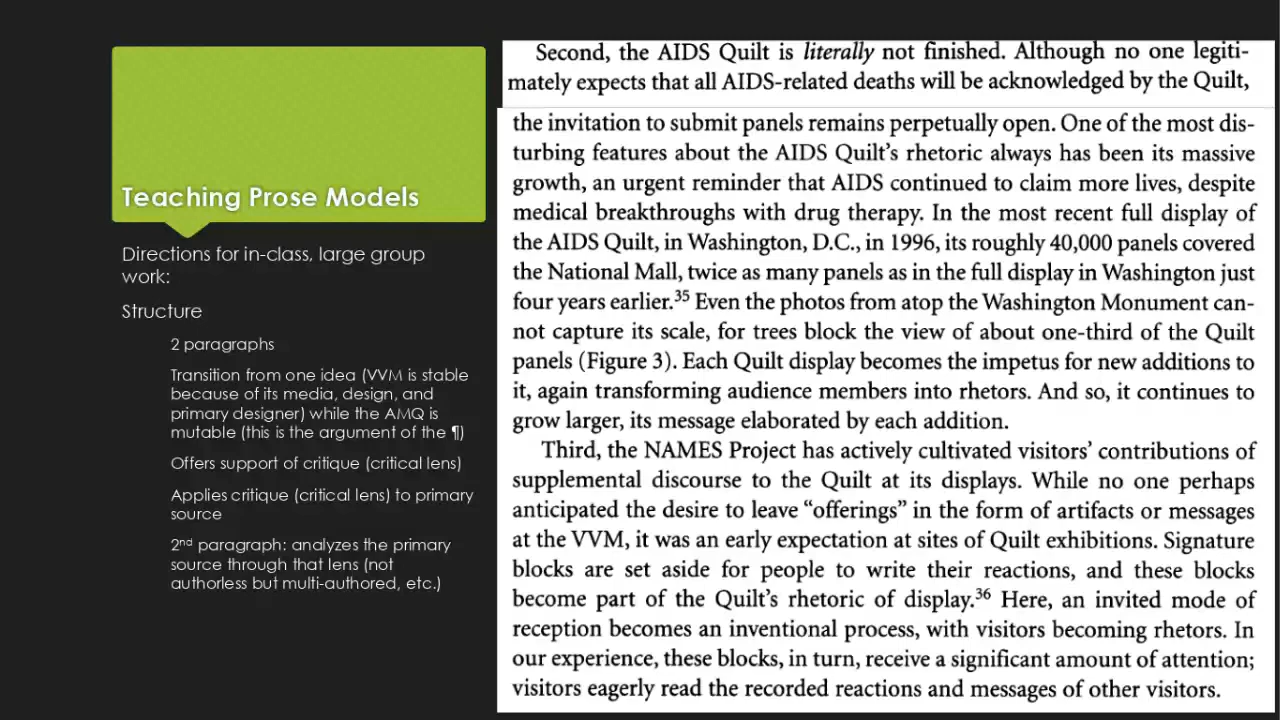 Teaching Prose Models
Directions for in-class, large group
work:
Structure
2 paragraphs
Transition from one idea (VVM is stable
because of its media, design, and
primary designer) while the AMQ is
mutable (this is the argument of the ¶)
Offers support of critique (critical lens)
Applies critique (critical lens) to primary
source
2nd paragraph: analyzes the primary
source through that lens (not
authorless but multi-authored, etc.)
Second, the AIDS Quilt is literally not finished. Although no one legiti-
mately expects that all AIDS-related deaths will be acknowledged by the Quilt,
the invitation to submit panels remains perpetually open. One of the most dis-
turbing features about the AIDS Quilt’s rhetoric always has been its massive
growth, an urgent reminder that AIDS continued to claim more lives, despite
medical breakthroughs with drug therapy. In the most recent full display of
the AIDS Quilt, in Washington, D.C., in 1996, its roughly 40,000 panels covered
the National Mall, twice as many panels as in the full display in Washington just
four years earlier.35 Even the photos from atop the Washington Monument can-
not capture its scale, for trees block the view of about one-third of the Quilt
panels (Figure 3). Each Quilt display becomes the impetus for new additions to
it, again transforming audience members into rhetors. And so, it continues to
grow larger, its message elaborated by each addition.
Third, the NAMES Project has actively cultivated visitors’ contributions of
supplemental discourse to the Quilt at its displays. While no one perhaps
anticipated the desire to leave “offerings” in the form of artifacts or messages
at the VVM, it was an early expectation at sites of Quilt exhibitions. Signature
blocks are set aside for people to write their reactions, and these blocks
become part of the Quilt’s rhetoric of display.36 Here, an invited mode of
reception becomes an inventional process, with visitors becoming rhetors. In
our experience, these blocks, in turn, receive a significant amount of attention;
visitors eagerly read the recorded reactions and messages of other visitors.